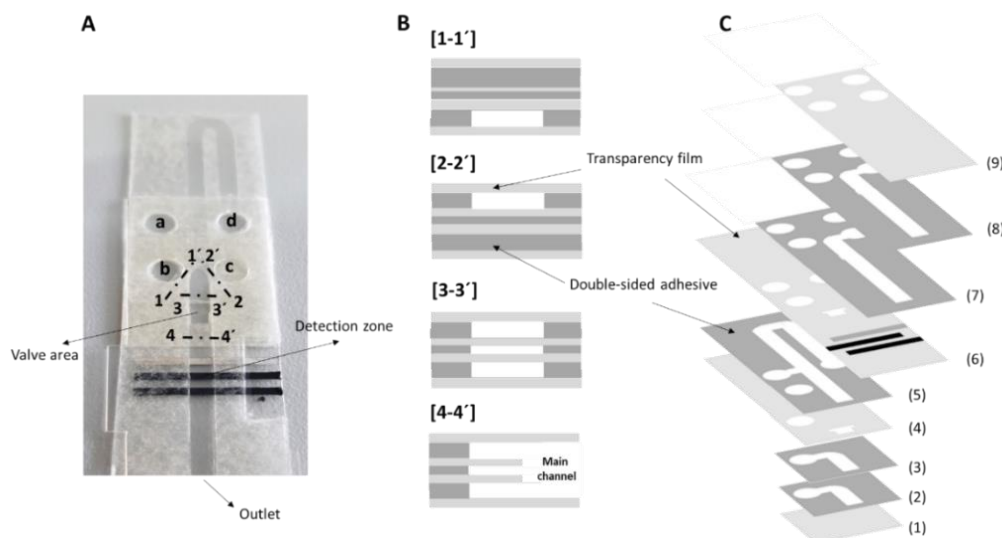 A
B
C
a
d
b
c
1´
2´
1
3
3´
2
4
4´
Valve area
Detection zone
Outlet
[1-1´]
[2-2´]
[3-3´]
[4-4´]
Main
channel
Transparency film
Double-sided adhesive
(9)
(8)
(7)
(6)
(5)
(4)
(3)
(2)
(1)